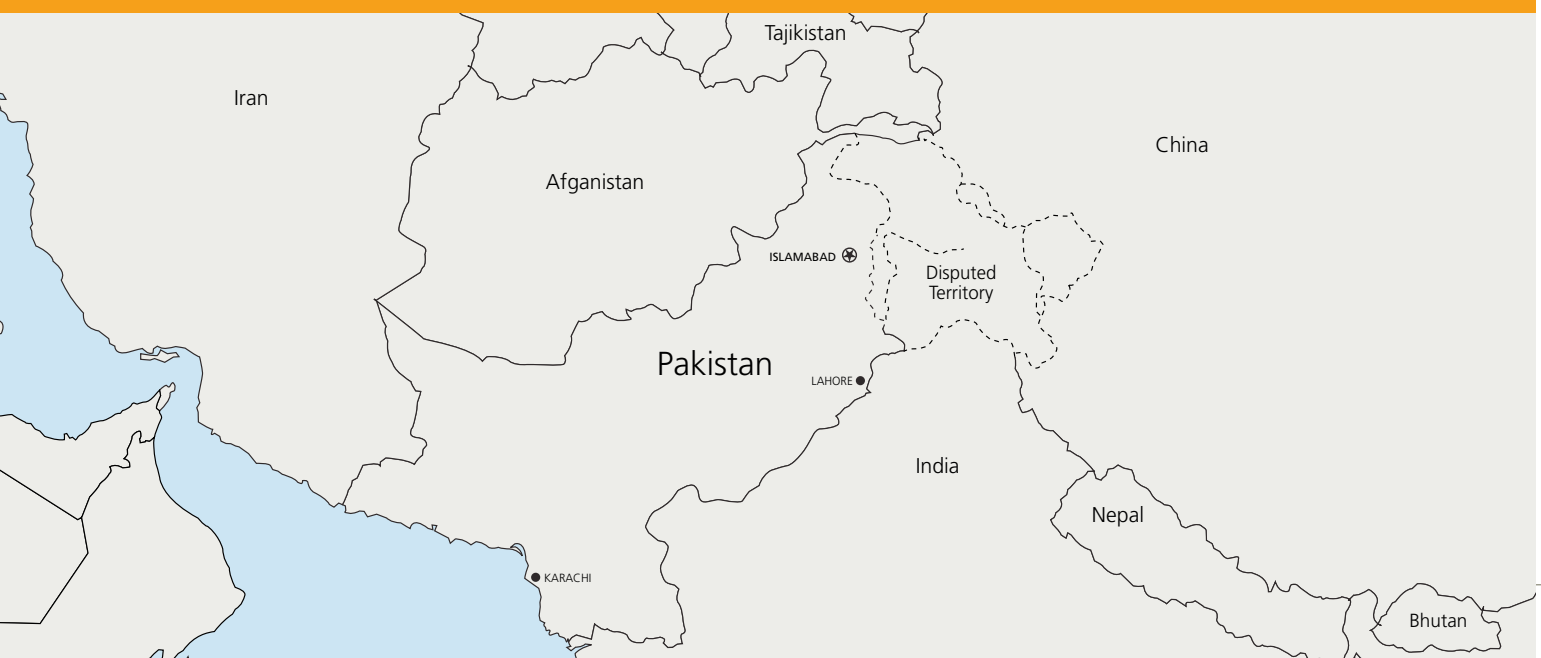 Tajikistan
Iran
China
Afganistan
ISLAMABAD
Disputed
Territory
Pakistan
LAHORE
India
Nepal
KARACHI
Bhutan